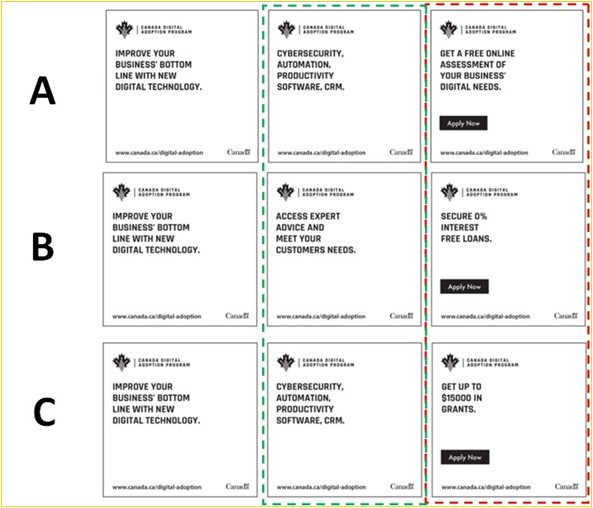 A
CANADA DIGITAL
ADOPTION PROGRAM
IMPROVE YOUR
BUSINESS' BOTTOM
LINE WITH NEW
DIGITAL TECHNOLOGY.
www.canada.ca/digital-adoption
Canada
CANADA DIGITAL
ADOPTION PROGRAM
CYBERSECURITY,
AUTOMATION,
PRODUCTIVITY
SOFTWARE, CRM.
www.canada.ca/digital-adoption
Canada
CANADA DIGITAL
ADOPTION PROGRAM
GET A FREE ONLINE
ASSESSMENT OF
YOUR BUSINESS'
DIGITAL NEEDS.
Apply Now
www.canada.ca/digital-adoption
Canada
B
CANADA DIGITAL
ADOPTION PROGRAM
IMPROVE YOUR
BUSINESS' BOTTOM
LINE WITH NEW
DIGITAL TECHNOLOGY.
www.canada.ca/digital-adoption
Canada
CANADA DIGITAL
ADOPTION PROGRAM
ACCESS EXPERT
ADVICE AND
MEET YOUR
CUSTOMERS NEEDS.
www.canada.ca/digital-adoption
Canada
CANADA DIGITAL
ADOPTION PROGRAM
SECURE 0%
INTEREST
FREE LOANS.
Apply Now
www.canada.ca/digital-adoption
Canada
C
CANADA DIGITAL
ADOPTION PROGRAM
IMPROVE YOUR
BUSINESS' BOTTOM
LINE WITH NEW
DIGITAL TECHNOLOGY.
www.canada.ca/digital-adoption
Canada
CANADA DIGITAL
ADOPTION PROGRAM
CYBERSECURITY,
AUTOMATION,
PRODUCTIVITY
SOFTWARE, CRM.
www.canada.ca/digital-adoption
Canada
CANADA DIGITAL
ADOPTION PROGRAM
GET UP TO
$15000 IN
GRANTS.
Apply Now
www.canada.ca/digital-adoption
Canada